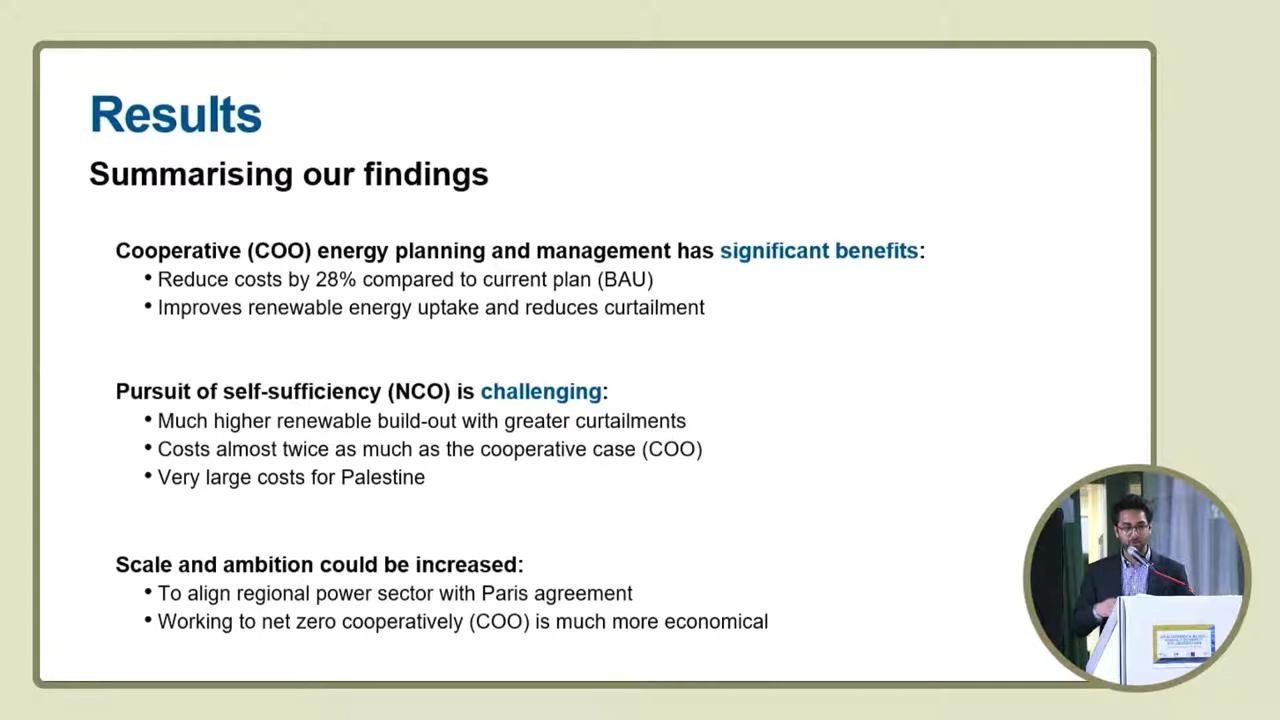 Results
Summarising our findings
Cooperative (COO) energy planning and management has significant benefits:
• Reduce costs by 28% compared to current plan (BAU)
• Improves renewable energy uptake and reduces curtailment
Pursuit of self-sufficiency (NCO) is challenging:
• Much higher renewable build-out with greater curtailments
• Costs almost twice as much as the cooperative case (COO)
• Very large costs for Palestine
Scale and ambition could be increased:
• To align regional power sector with Paris agreement
• Working to net zero cooperatively (COO) is much more economical